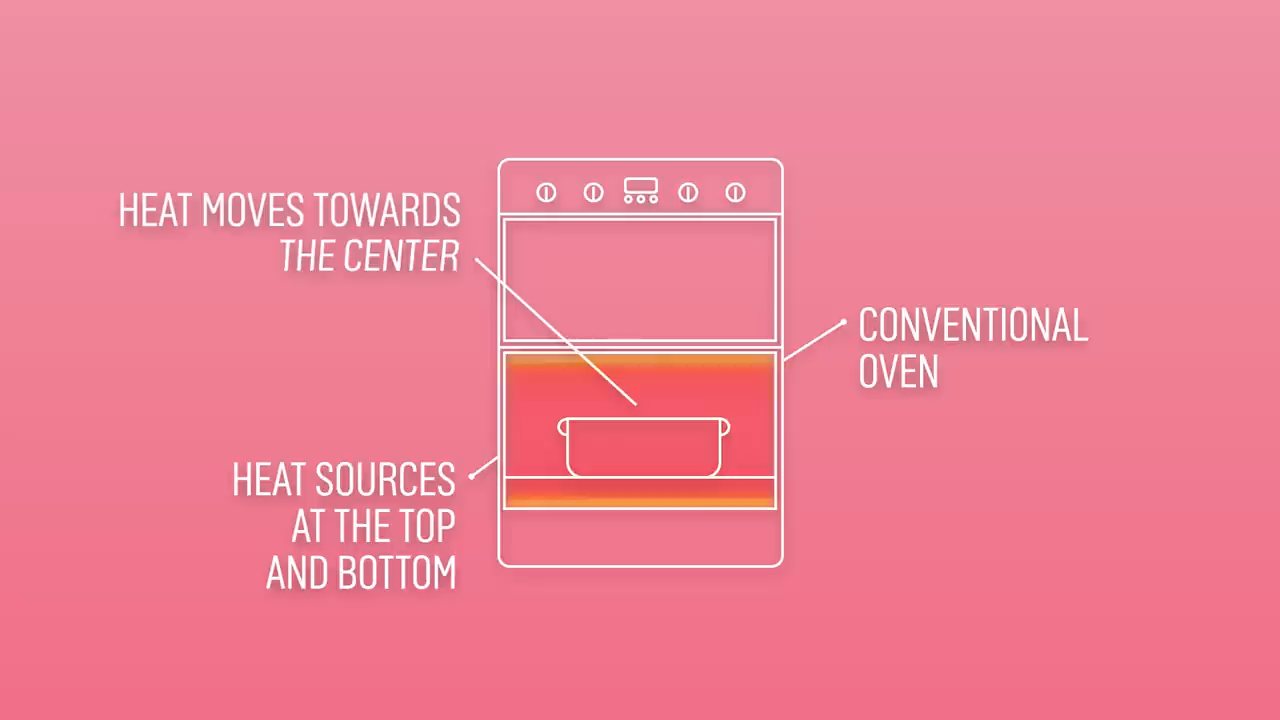 HEAT MOVES TOWARDS
THE CENTER
CONVENTIONAL
OVEN
HEAT SOURCES
AT THE TOP
AND BOTTOM